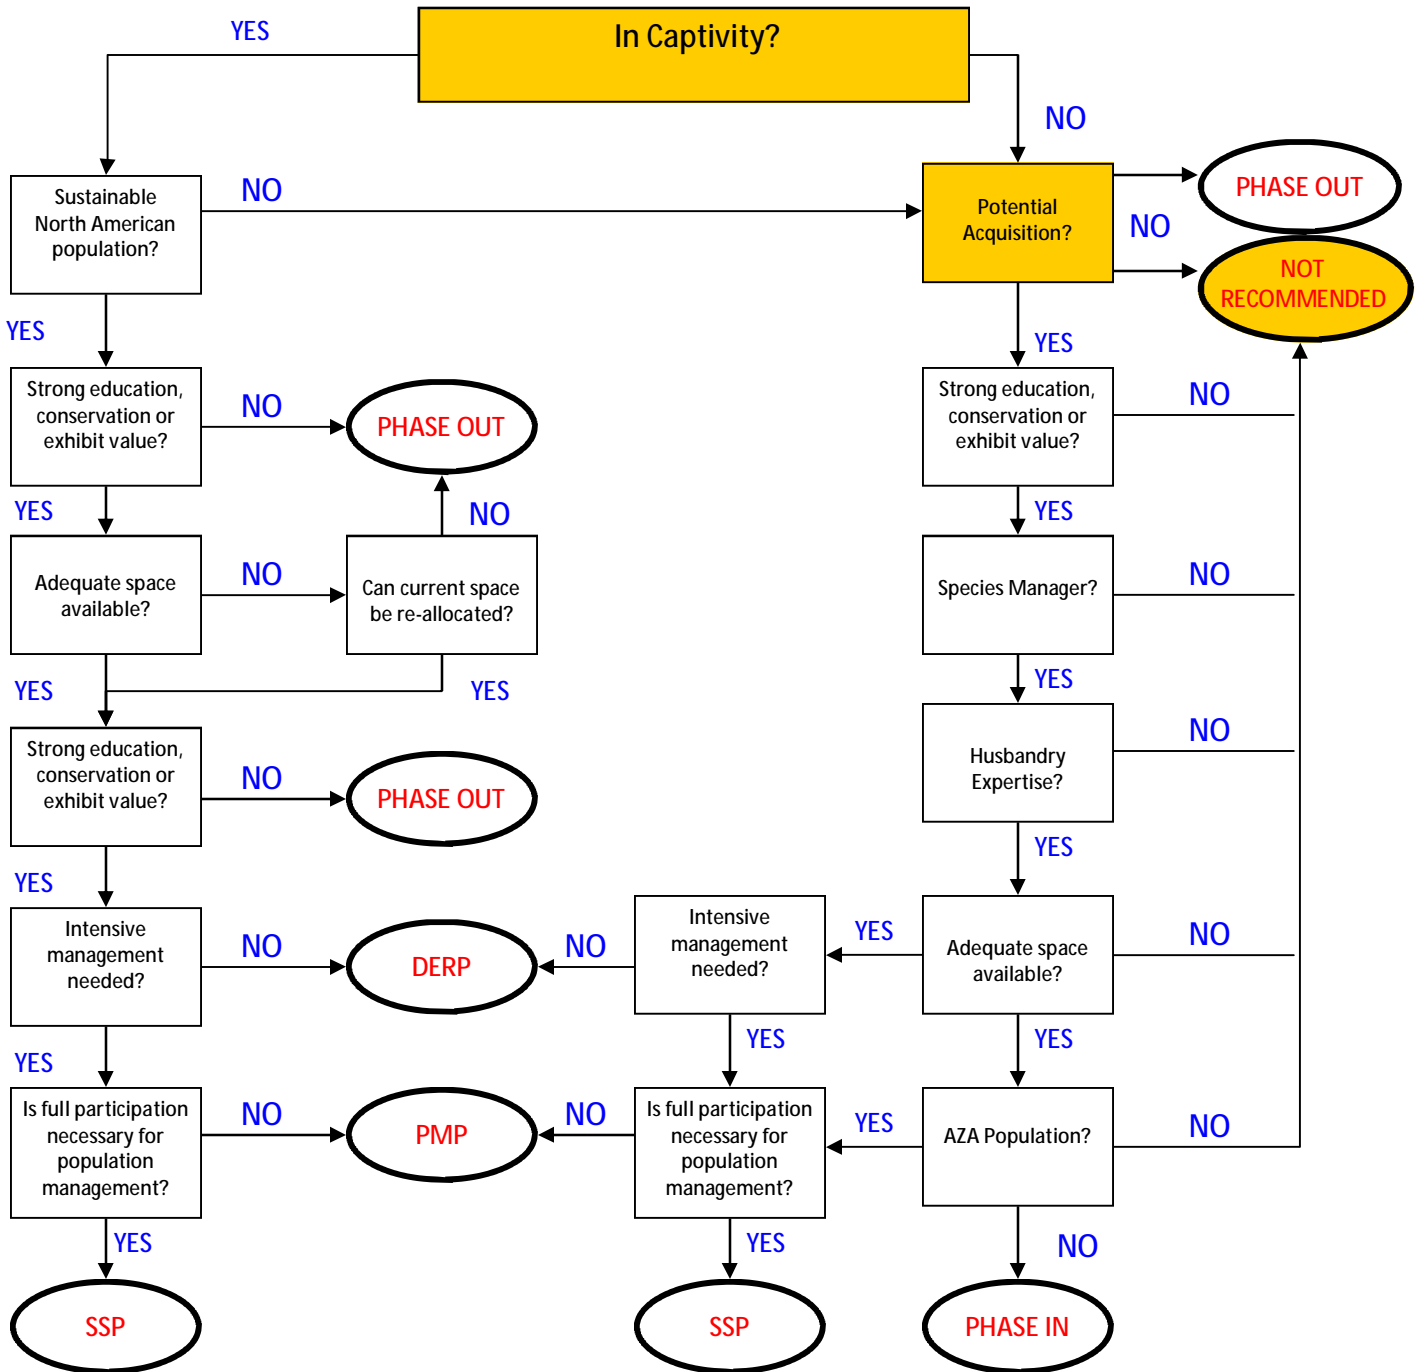 YES
In Captivity?
NO
Sustainable
North American
population?
NO
Potential
Acquisition?
PHASE OUT
NO
NOT
RECOMMENDED
YES
YES
Strong education,
conservation or
exhibit value?
NO
PHASE OUT
Strong education,
conservation or
exhibit value?
NO
YES
NO
YES
Adequate space
available?
NO
Can current space
be re-allocated?
Species Manager?
NO
YES
YES
YES
Strong education,
conservation or
exhibit value?
NO
PHASE OUT
Husbandry
Expertise?
NO
YES
YES
Intensive
management
needed?
NO
DERP
NO
Intensive
management
needed?
YES
Adequate space
available?
NO
YES
YES
YES
Is full participation
necessary for
population
management?
NO
PMP
NO
Is full participation
necessary for
population
management?
YES
AZA Population?
NO
YES
YES
NO
SSP
SSP
PHASE IN